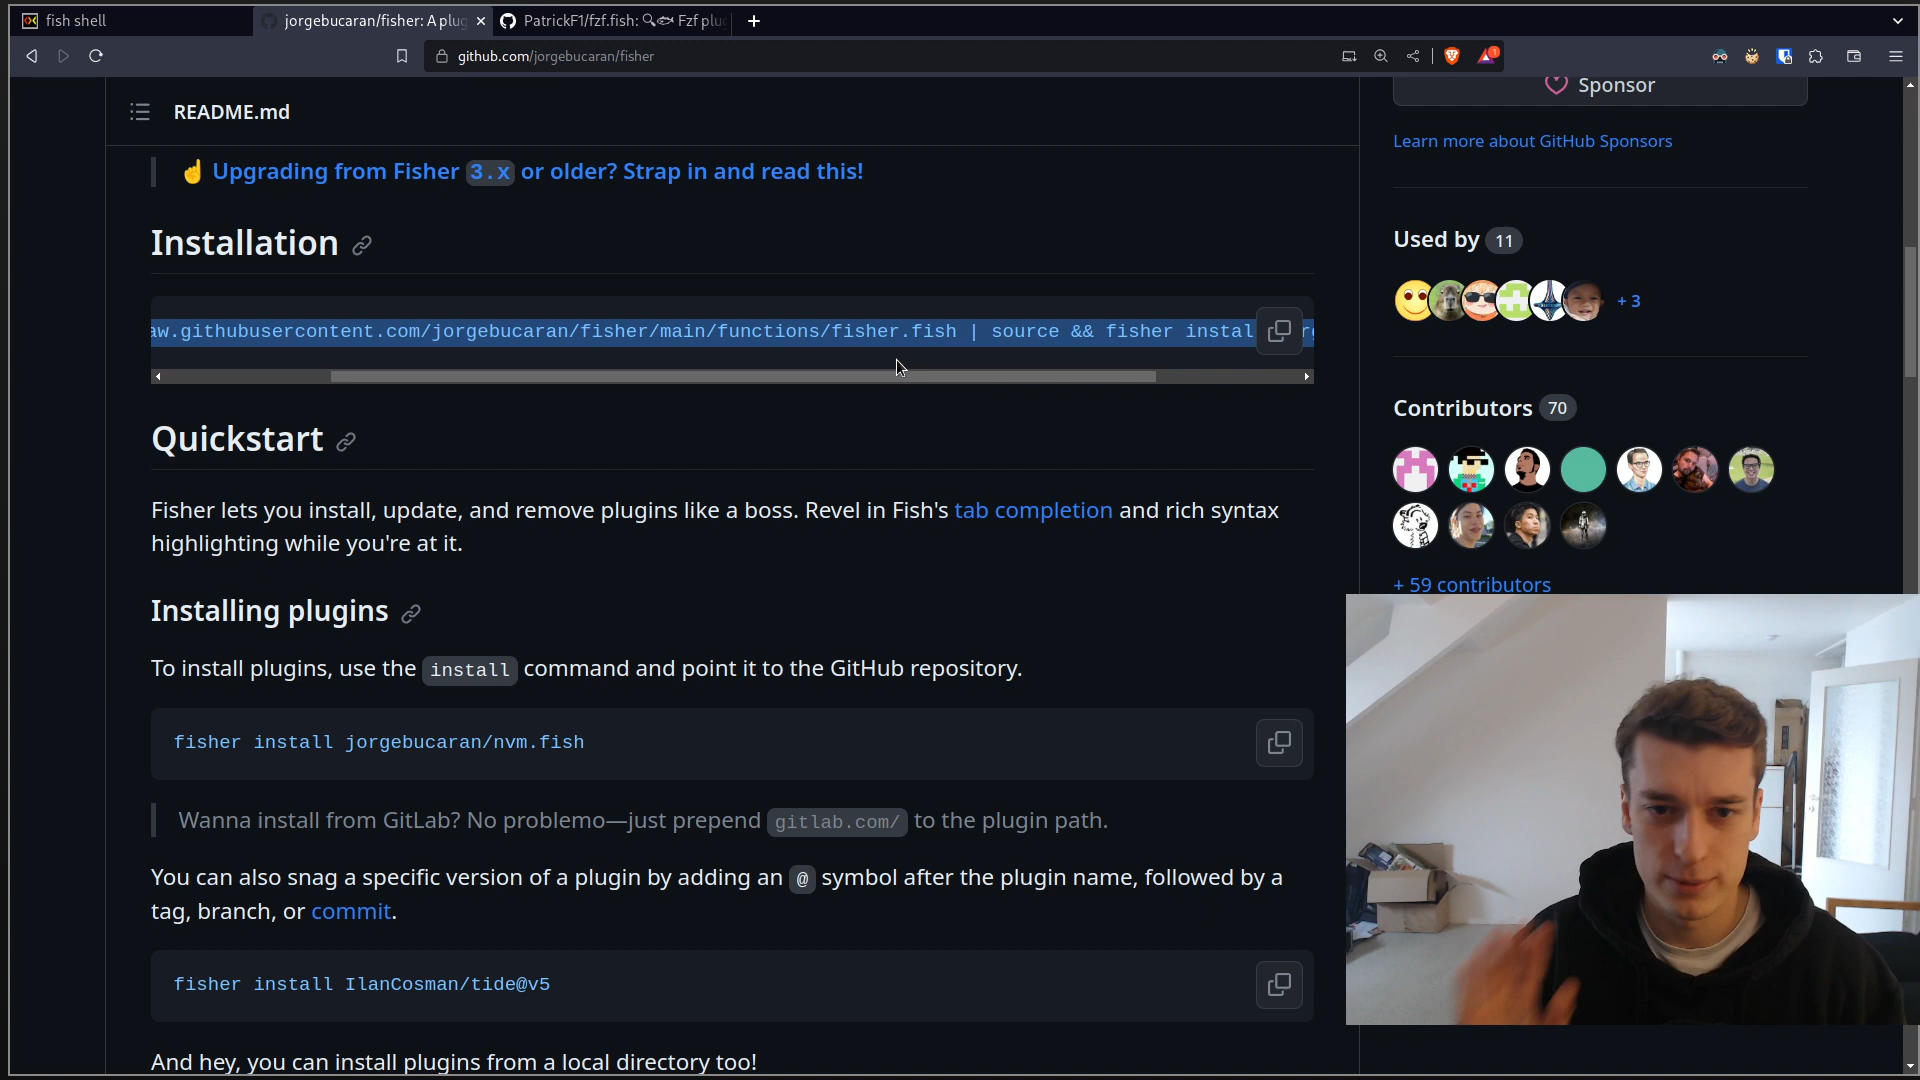 fish shell
jorgebucaran/fisher: A plug
PatrickF1/fzf.fish: 🔍🐟 Fzf plu
github.com/jorgebucaran/fisher
1
README.md
Sponsor
Learn more about GitHub Sponsors
☝️ Upgrading from Fisher 3.x or older? Strap in and read this!
Installation
aw.githubusercontent.com/jorgebucaran/fisher/main/functions/fisher.fish | source && fisher instal
Used by 11
+ 3
Quickstart
Contributors 70
Fisher lets you install, update, and remove plugins like a boss. Revel in Fish's tab completion and rich syntax
highlighting while you're at it.
+ 59 contributors
Installing plugins
To install plugins, use the install command and point it to the GitHub repository.
fisher install jorgebucaran/nvm.fish
Wanna install from GitLab? No problemo—just prepend gitlab.com/ to the plugin path.
You can also snag a specific version of a plugin by adding an @ symbol after the plugin name, followed by a
tag, branch, or commit.
fisher install IlanCosman/tide@v5
And hey, you can install plugins from a local directory too!